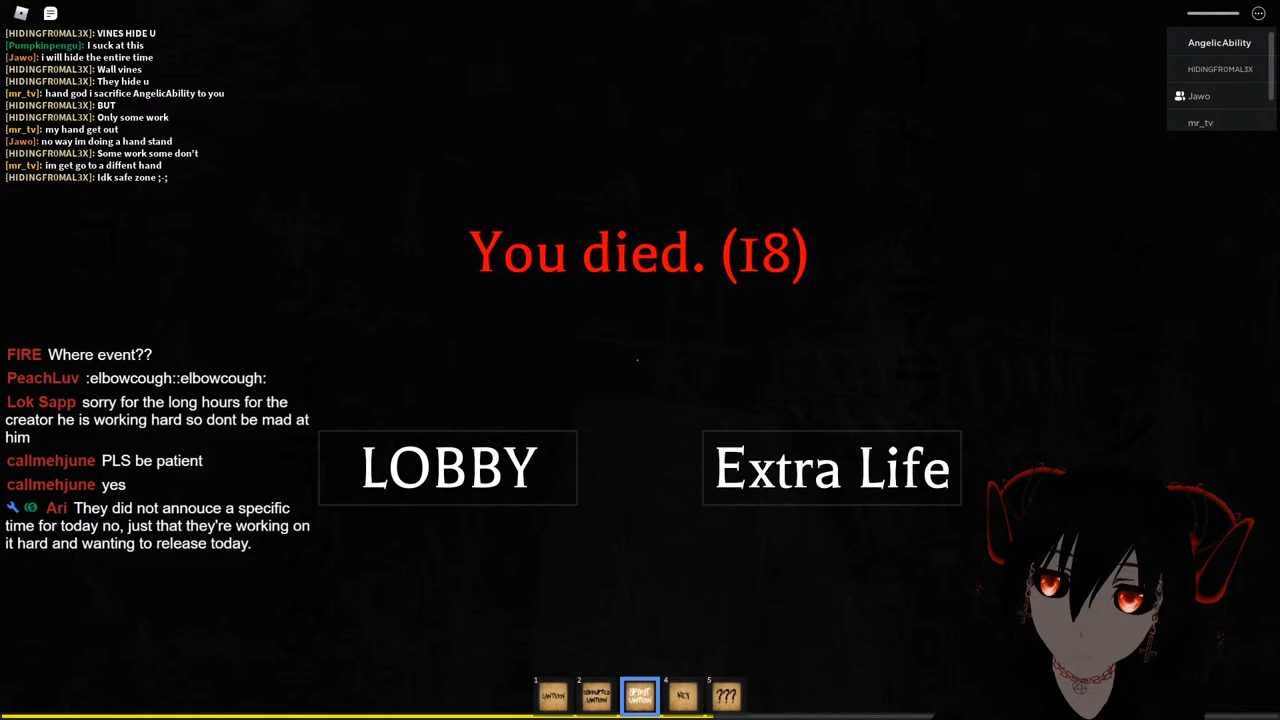 [HIDINGFR0MAL3X]: VINES HIDE U
[Pumpkinpengu]: I suck at this
[Jawo]: i will hide the entire time
[HIDINGFR0MAL3X]: Wall vines
[HIDINGFR0MAL3X]: They hide u
[mr_tv]: hand god i sacrifice AngelicAbility to you
[HIDINGFR0MAL3X]: BUT
[HIDINGFR0MAL3X]: Only some work
[mr_tv]: my hand get out
[Jawo]: no way im doing a hand stand
[HIDINGFR0MAL3X]: Some work some don't
[mr_tv]: im get go to a diffent hand
[HIDINGFR0MAL3X]: Idk safe zone ;-;
AngelicAbility
HIDINGFR0MAL3X
Jawo
mr_tv
You died. (18)
FIRE Where event??
PeachLuv :elbowcough::elbowcough:
Lok Sapp sorry for the long hours for the
creator he is working hard so dont be mad at
him
callmehjune PLS be patient
callmehjune yes
Ari They did not annouce a specific
time for today no, just that they're working on
it hard and wanting to release today.
LOBBY
Extra Life
1
2
4
5
LANTERN
CORRUPTED
LANTERN
SPIRIT
LANTERN
KEY
???